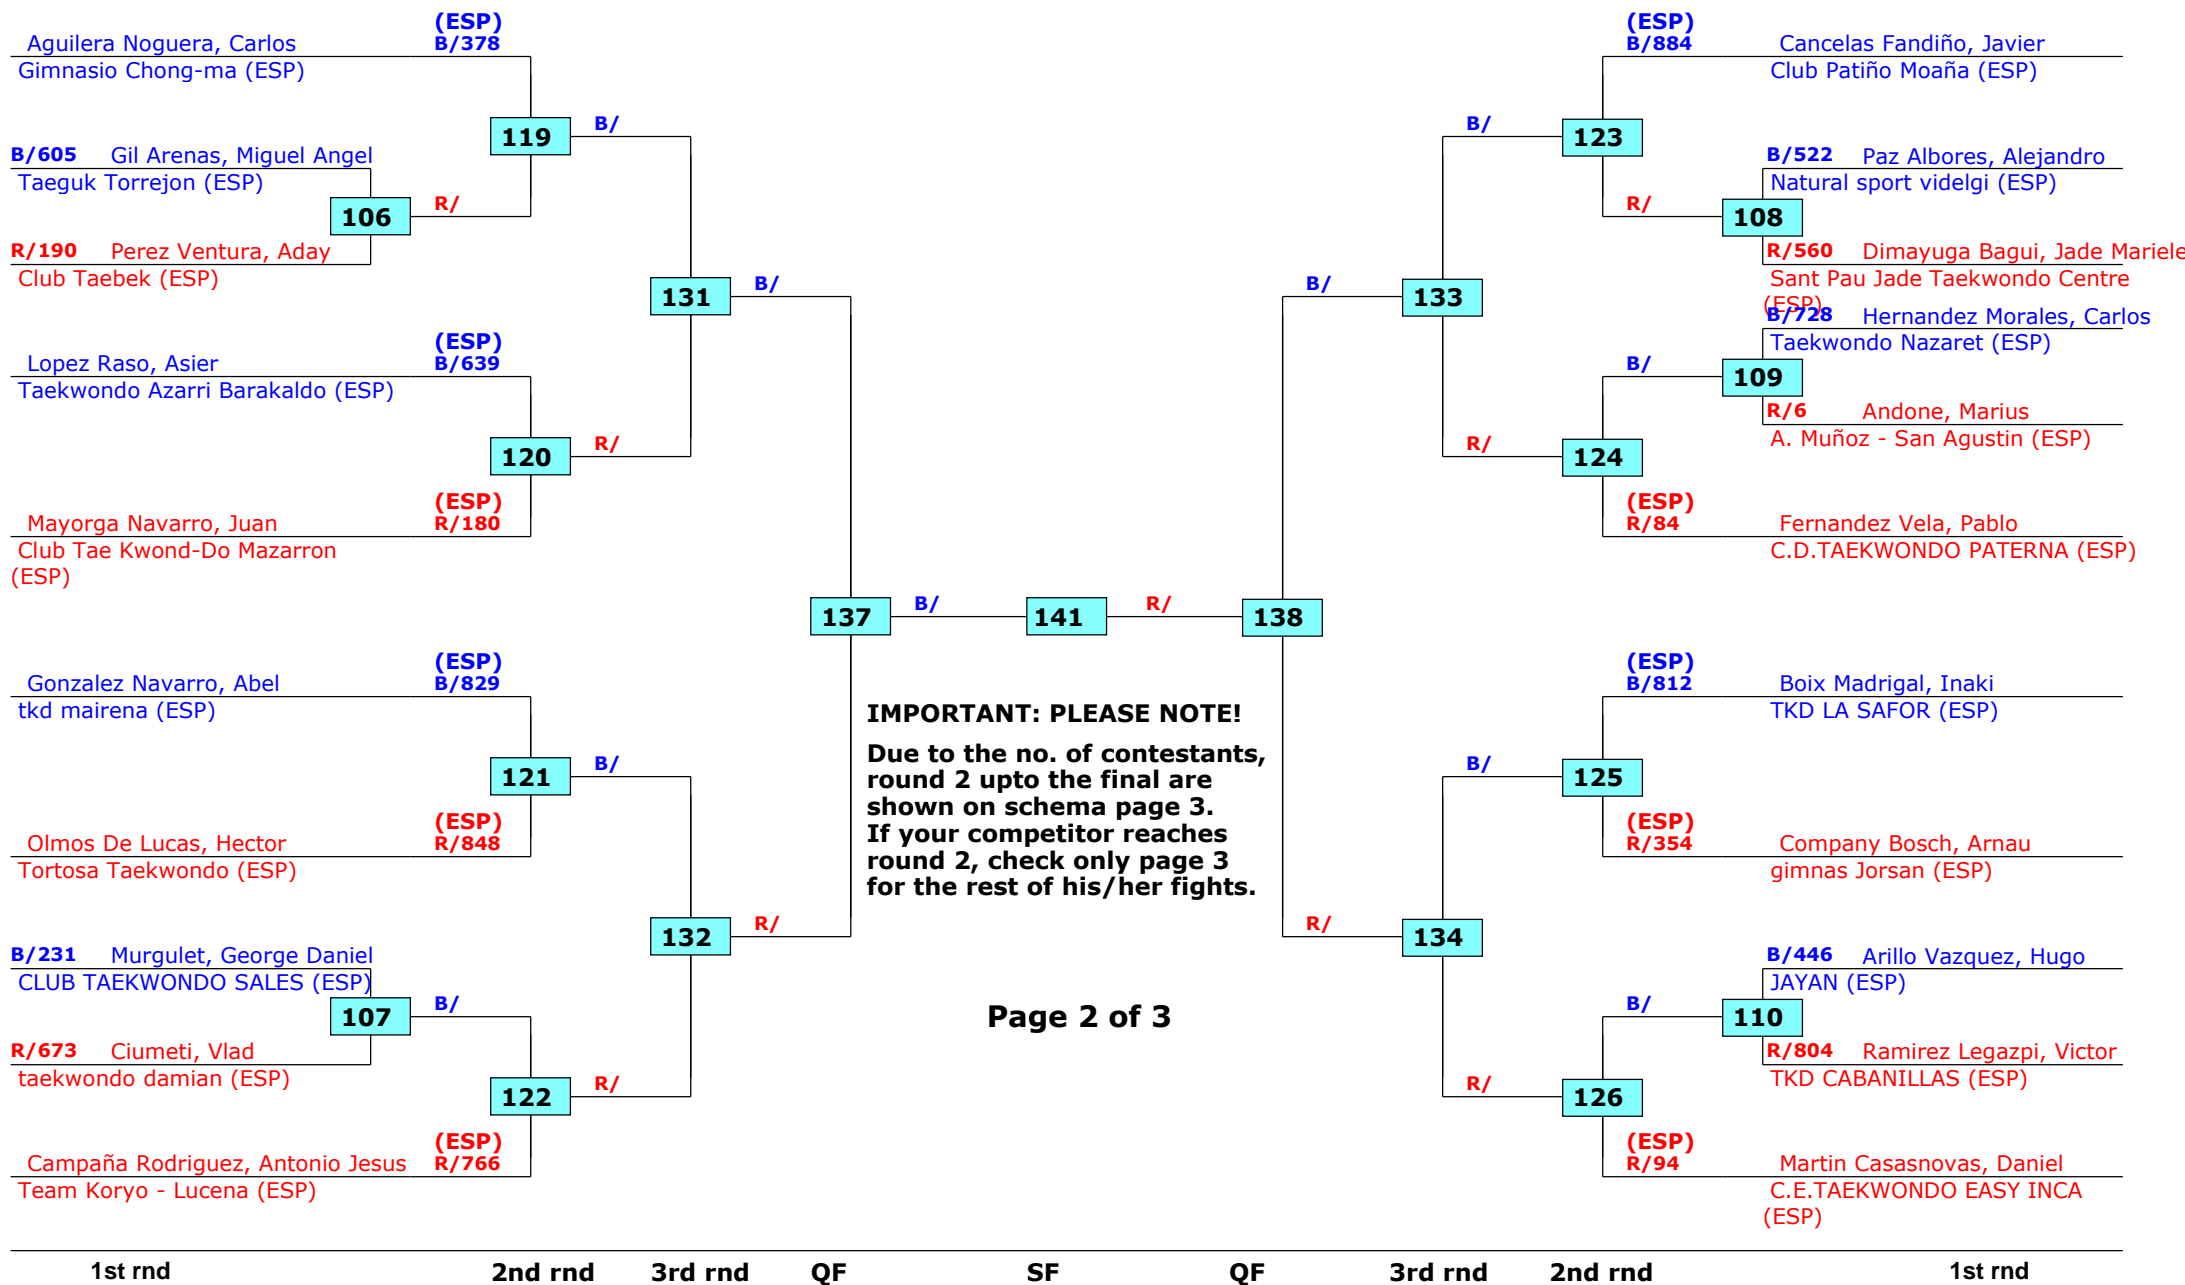 (ESP)
Aguilera Noguera, Carlos B/378
Gimnasio Chong-ma (ESP)
119 B/
B/605 Gil Arenas, Miguel Angel
Taeguk Torrejon (ESP)
106 R/
R/190 Perez Ventura, Aday
Club Taebek (ESP)
131 B/
(ESP)
Lopez Raso, Asier B/639
Taekwondo Azarri Barakaldo (ESP)
120 R/
(ESP)
Mayorga Navarro, Juan R/180
Club Tae Kwond-Do Mazarron
(ESP)
137 B/ 141 R/ 138
(ESP)
Gonzalez Navarro, Abel B/829
tkd mairena (ESP)
121 B/
(ESP)
Olmos De Lucas, Hector R/848
Tortosa Taekwondo (ESP)
132 R/
B/231 Murgulet, George Daniel
CLUB TAEKWONDO SALES (ESP)
107 B/
R/673 Ciumeti, Vlad
taekwondo damian (ESP)
122 R/
(ESP)
Campaña Rodriguez, Antonio Jesus R/766
Team Koryo - Lucena (ESP)
IMPORTANT: PLEASE NOTE!
Due to the no. of contestants,
round 2 upto the final are
shown on schema page 3.
If your competitor reaches
round 2, check only page 3
for the rest of his/her fights.
Page 2 of 3
(ESP)
B/884 Cancelas Fandiño, Javier
Club Patiño Moaña (ESP)
B/ 123
B/522 Paz Albores, Alejandro
Natural sport videlgi (ESP)
R/ 108
R/560 Dimayuga Bagui, Jade Mariele
Sant Pau Jade Taekwondo Centre
(ESP)
B/ 133
B/728 Hernandez Morales, Carlos
Taekwondo Nazaret (ESP)
B/ 109
R/6 Andone, Marius
A. Muñoz - San Agustin (ESP)
R/ 124
(ESP)
R/84 Fernandez Vela, Pablo
C.D.TAEKWONDO PATERNA (ESP)
(ESP)
B/812 Boix Madrigal, Inaki
TKD LA SAFOR (ESP)
B/ 125
(ESP)
R/354 Company Bosch, Arnau
gimnas Jorsan (ESP)
R/ 134
B/446 Arillo Vazquez, Hugo
JAYAN (ESP)
B/ 110
R/804 Ramirez Legazpi, Victor
TKD CABANILLAS (ESP)
R/ 126
(ESP)
R/94 Martin Casasnovas, Daniel
C.E.TAEKWONDO EASY INCA
(ESP)
1st rnd 2nd rnd 3rd rnd QF SF QF 3rd rnd 2nd rnd 1st rnd